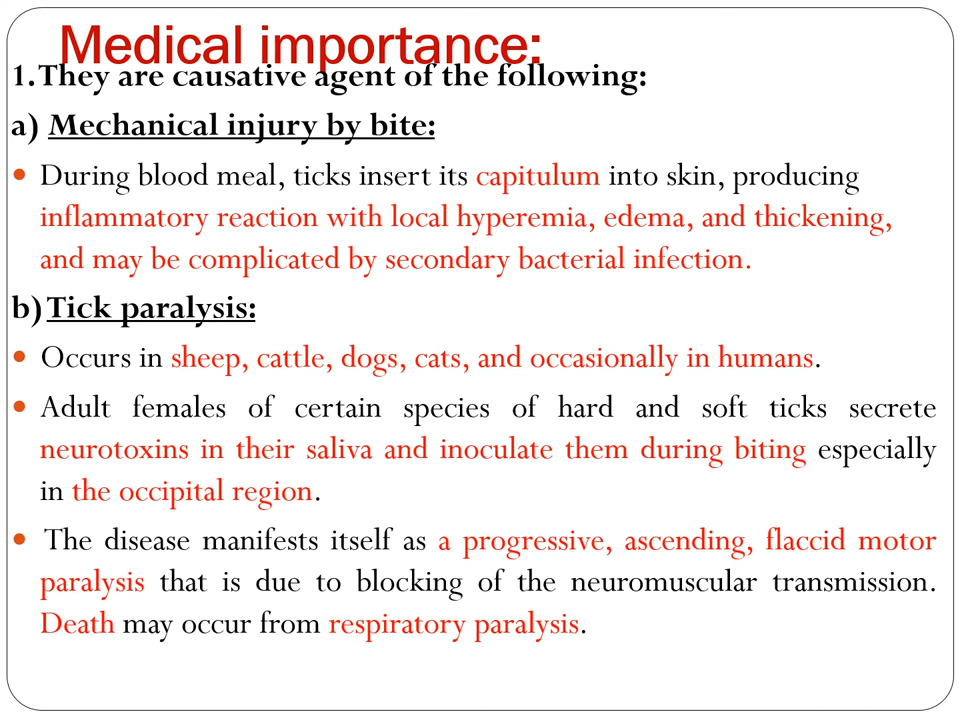 Medical importance:
1. They are causative agent of the following:
a) Mechanical injury by bite:
• During blood meal, ticks insert its capitulum into skin, producing
inflammatory reaction with local hyperemia, edema, and thickening,
and may be complicated by secondary bacterial infection.
b) Tick paralysis:
• Occurs in sheep, cattle, dogs, cats, and occasionally in humans.
• Adult females of certain species of hard and soft ticks secrete
neurotoxins in their saliva and inoculate them during biting especially
in the occipital region.
• The disease manifests itself as a progressive, ascending, flaccid motor
paralysis that is due to blocking of the neuromuscular transmission.
Death may occur from respiratory paralysis.